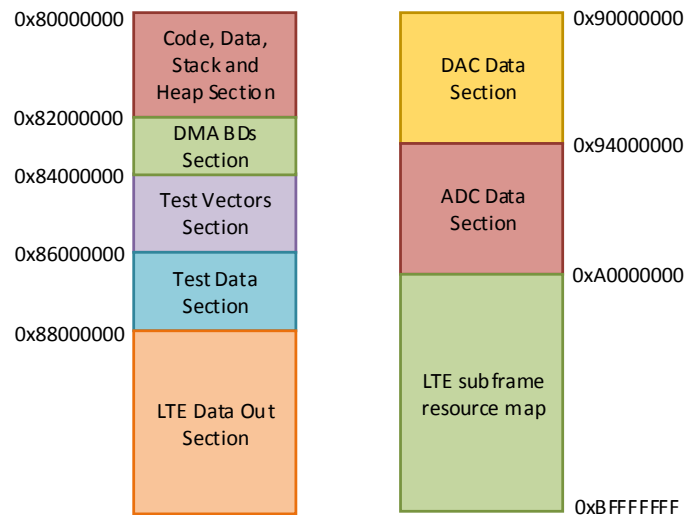 0x80000000
Code, Data,
Stack and
Heap Section
0x82000000
DMA BDs
Section
0x84000000
Test Vectors
Section
0x86000000
Test Data
Section
0x88000000
LTE Data Out
Section
0x90000000
DAC Data
Section
0x94000000
ADC Data
Section
0xA0000000
LTE subframe
resource map
0xBFFFFFFF